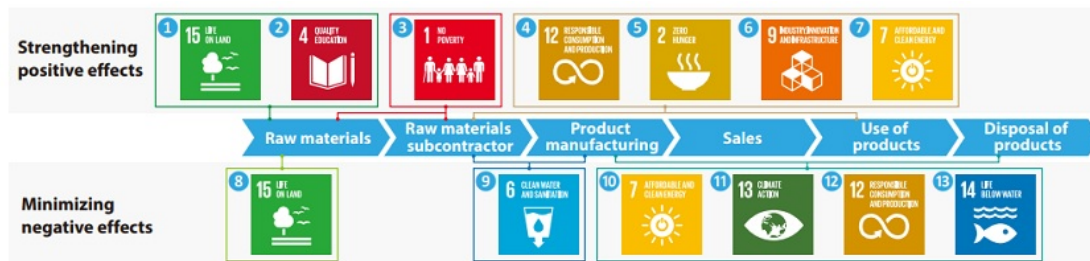 Strengthening
positive effects
1
15 LIFE
ON LAND
2
4 QUALITY
EDUCATION
3
1 NO
POVERTY
4
12 RESPONSIBLE
CONSUMPTION
AND PRODUCTION
5
2 ZERO
HUNGER
6
9 INDUSTRY, INNOVATION
AND INFRASTRUCTURE
7
7 AFFORDABLE AND
CLEAN ENERGY
Raw materials
Raw materials
subcontractor
Product
manufacturing
Sales
Use of
products
Disposal of
products
Minimizing
negative effects
8
15 LIFE
ON LAND
9
6 CLEAN WATER
AND SANITATION
10
7 AFFORDABLE AND
CLEAN ENERGY
11
13 CLIMATE
ACTION
12
12 RESPONSIBLE
CONSUMPTION
AND PRODUCTION
13
14 LIFE
BELOW WATER